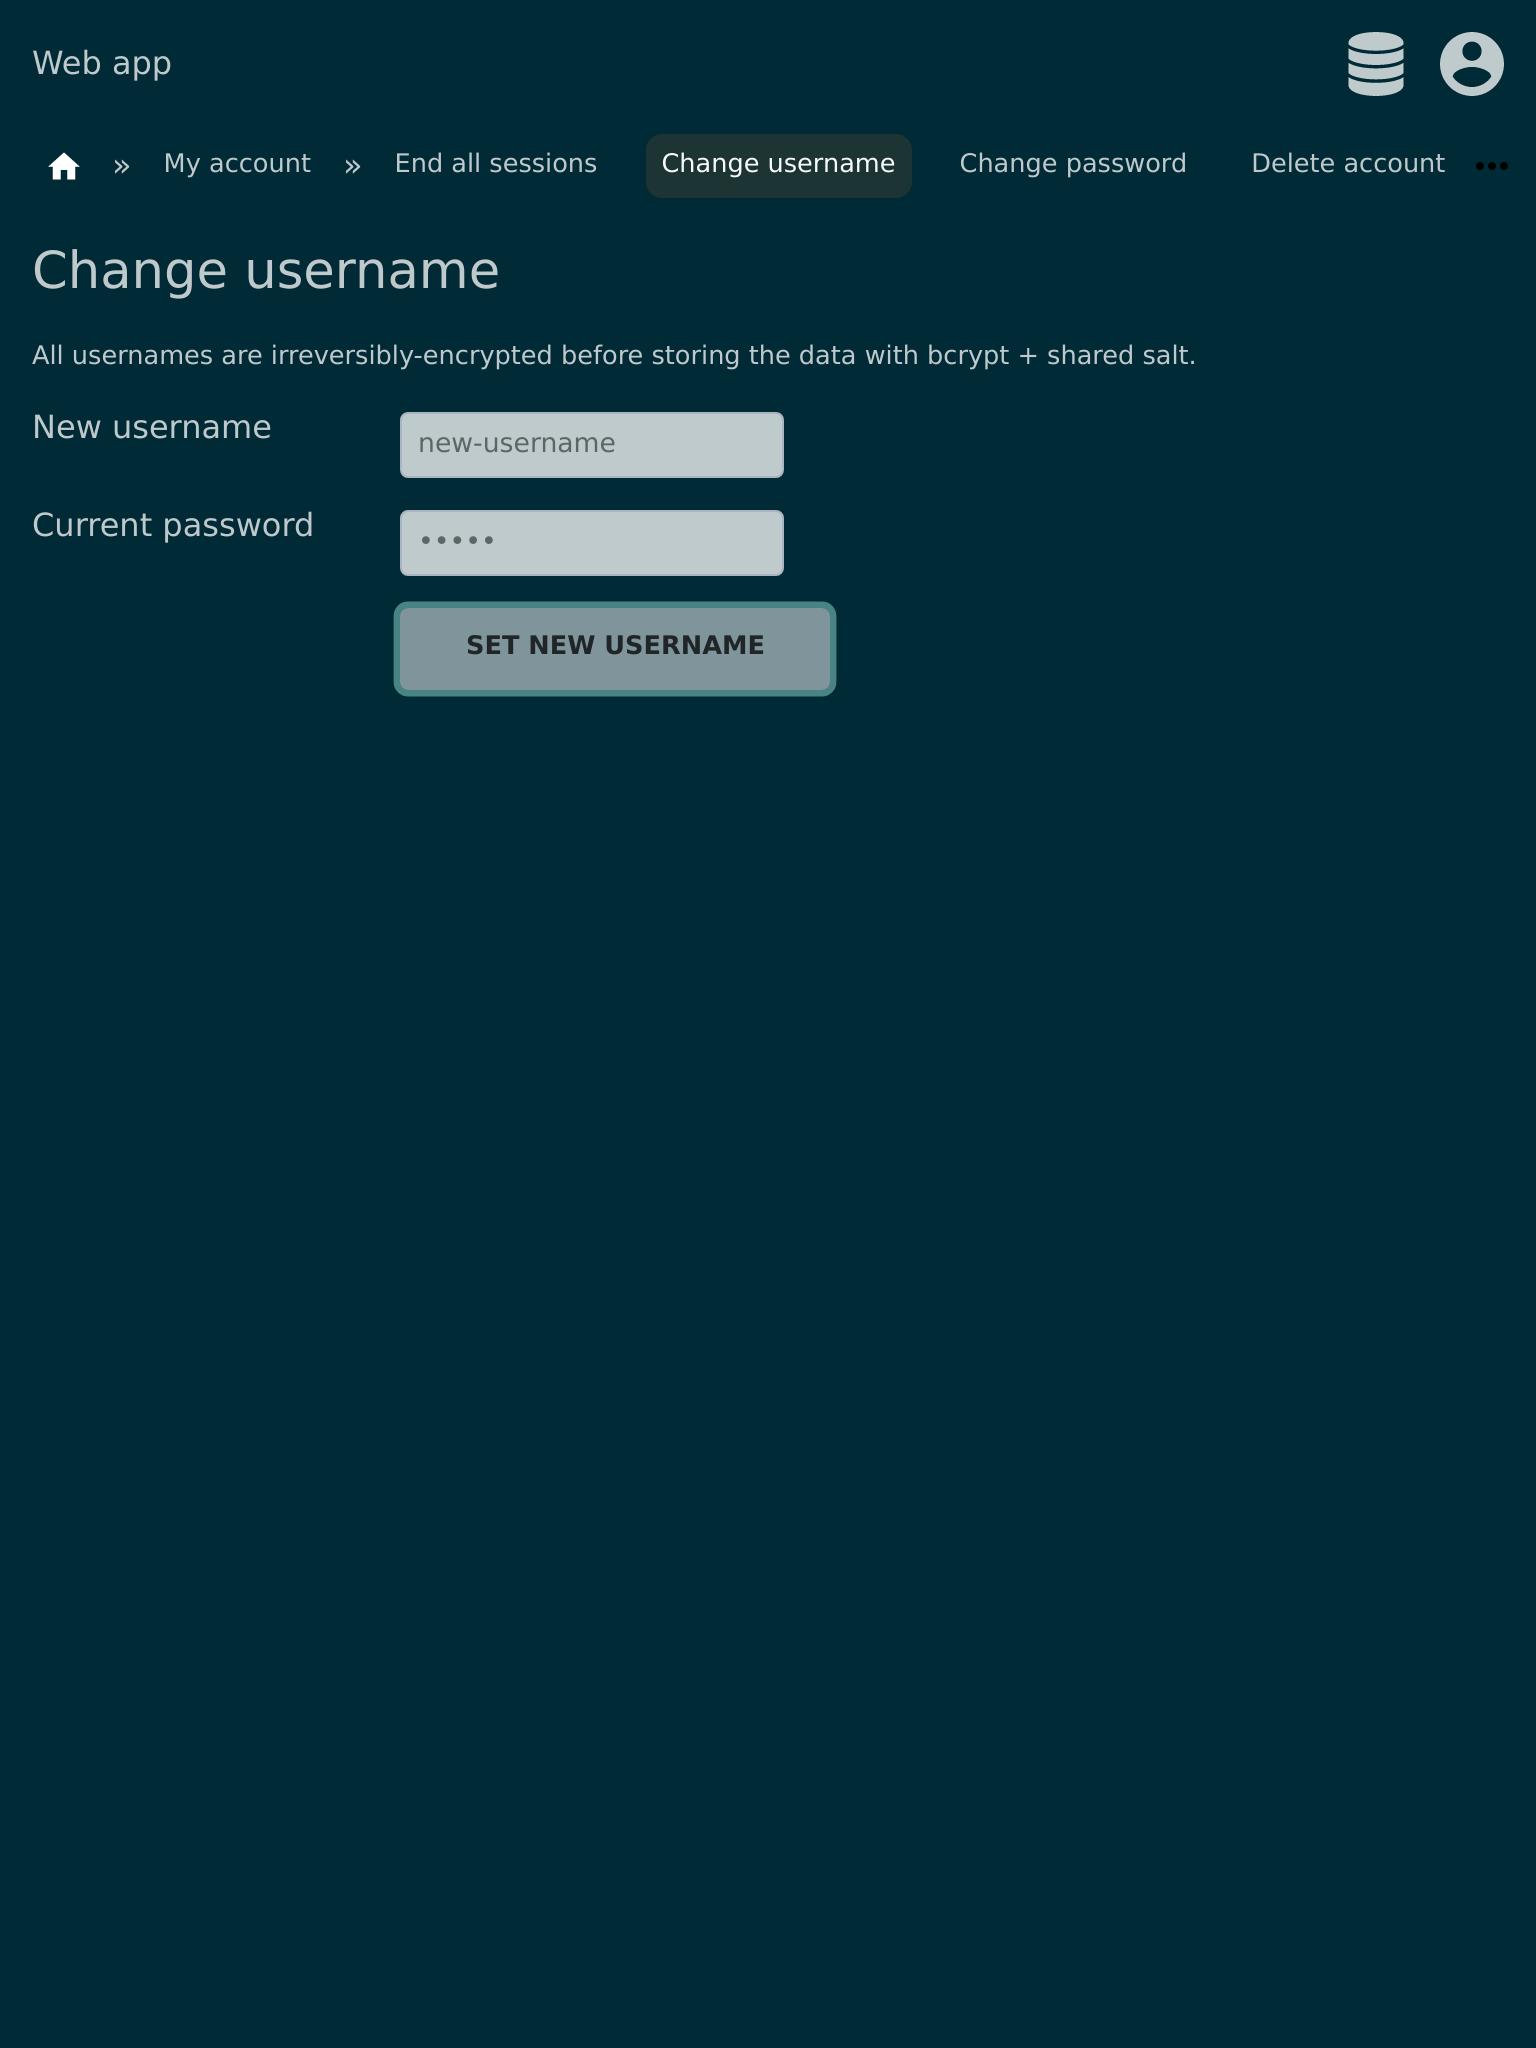 Web app
» My account » End all sessions Change username Change password Delete account •••
Change username
All usernames are irreversibly-encrypted before storing the data with bcrypt + shared salt.
New username new-username
Current password •••••
SET NEW USERNAME